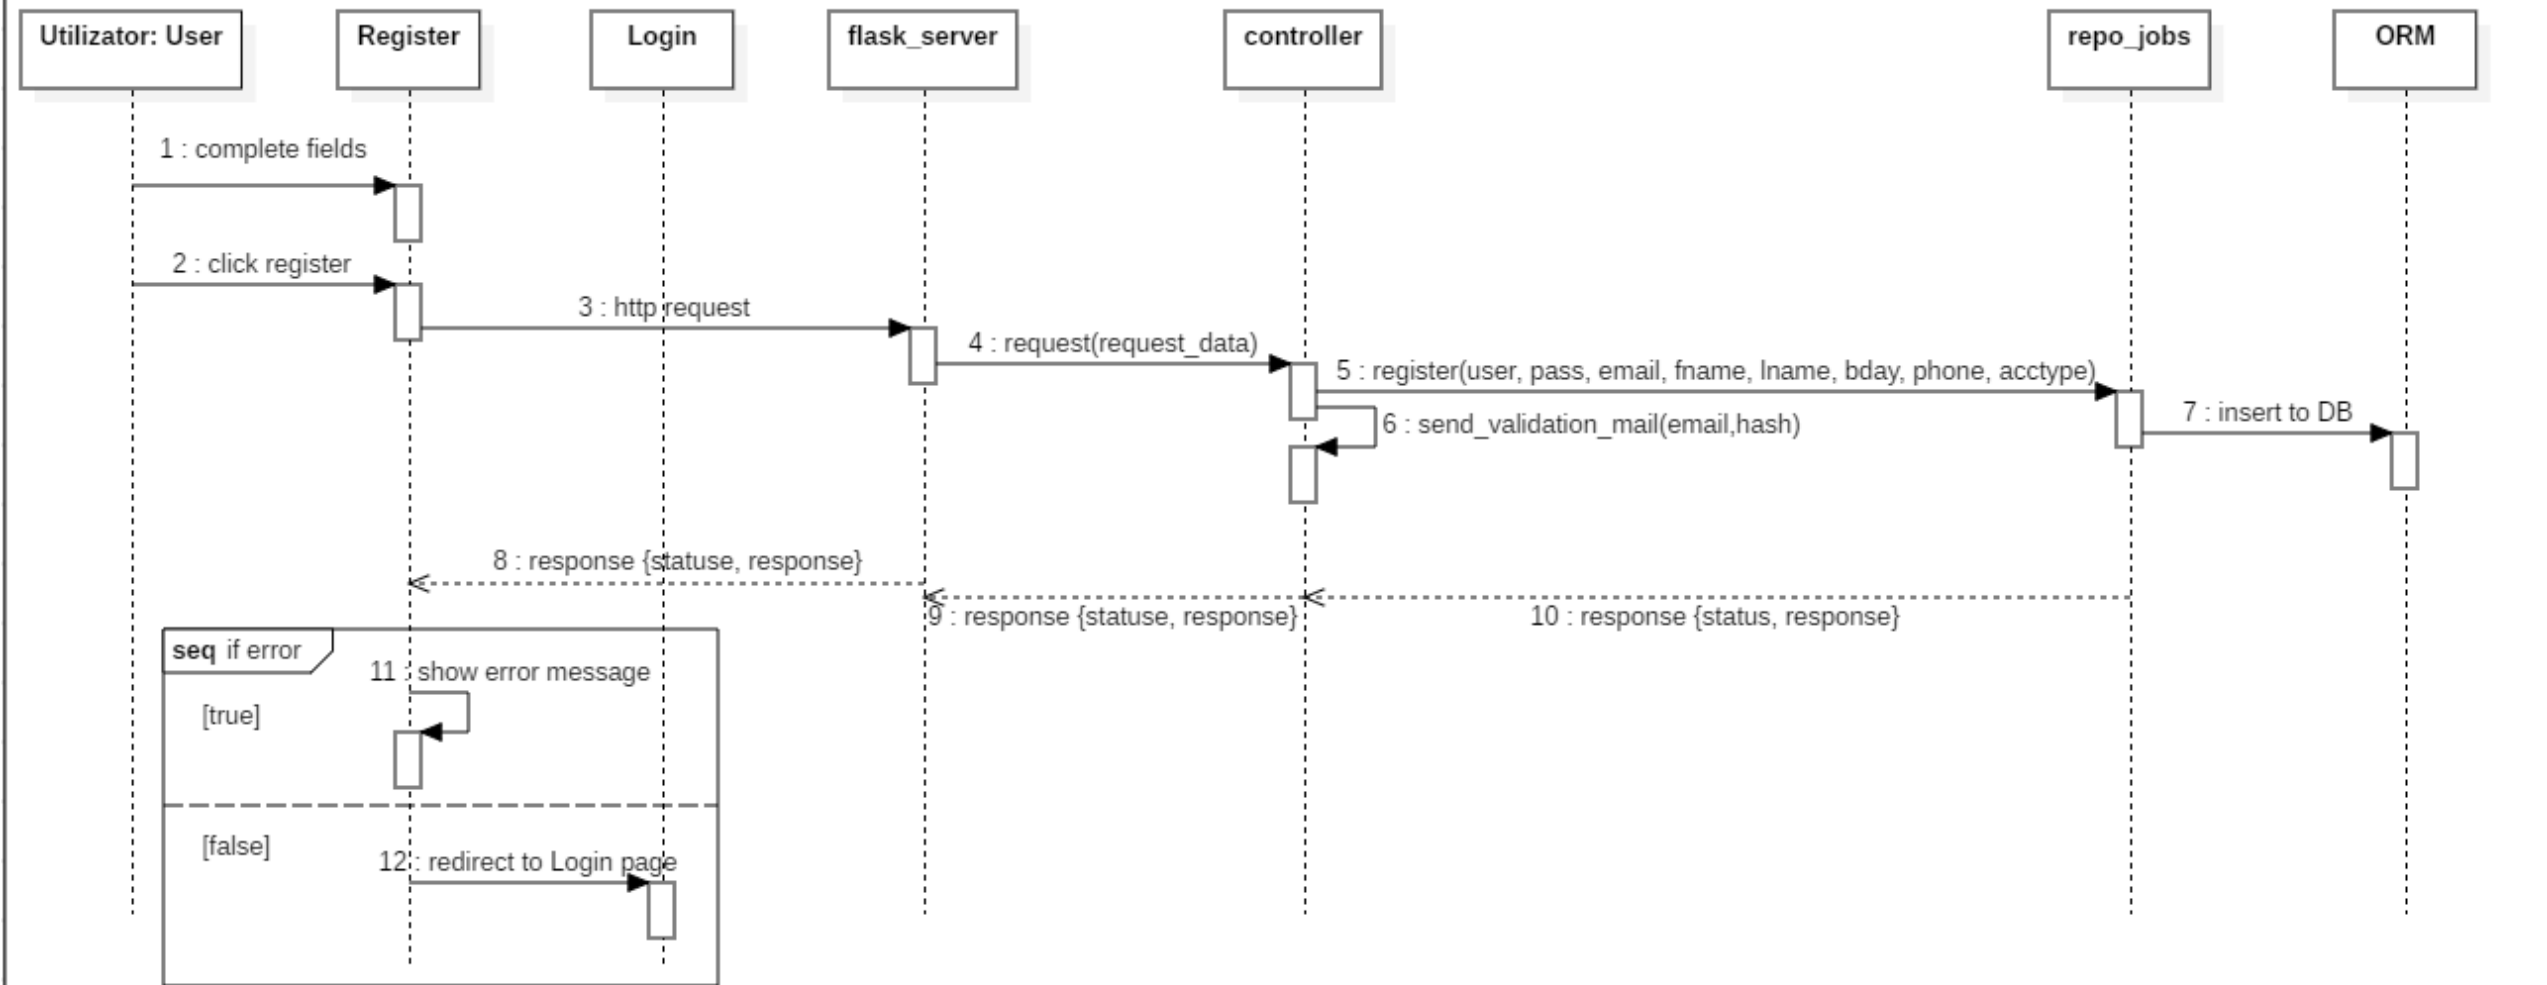 Utilizator: User
Register
Login
flask_server
controller
repo_jobs
ORM
1 : complete fields
2 : click register
3 : http request
4 : request(request_data)
5 : register(user, pass, email, fname, lname, bday, phone, acctype)
6 : send_validation_mail(email,hash)
7 : insert to DB
8 : response {statuse, response}
9 : response {statuse, response}
10 : response {status, response}
seq if error
11 : show error message
[true]
[false]
12 : redirect to Login page